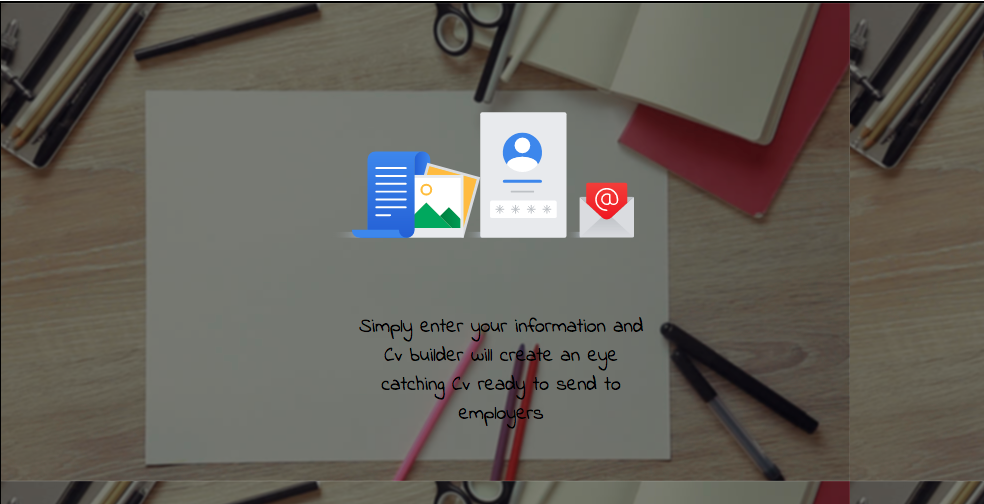 @
Simply enter your information and
Cv builder will create an eye
catching Cv ready to send to
employers